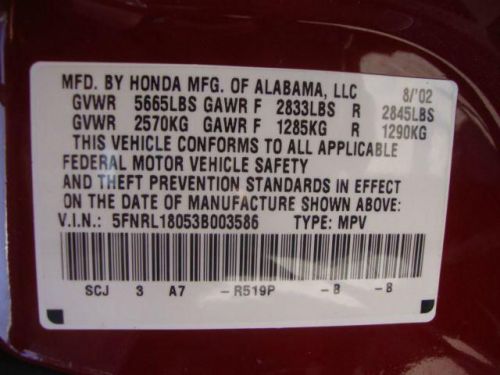 MFD. BY HONDA MFG. OF ALABAMA, LLC 8/'02
GVWR 5665LBS GAWR F 2833LBS R 2845LBS
GVWR 2570KG GAWR F 1285KG R 1290KG
THIS VEHICLE CONFORMS TO ALL APPLICABLE
FEDERAL MOTOR VEHICLE SAFETY
AND THEFT PREVENTION STANDARDS IN EFFECT
ON THE DATE OF MANUFACTURE SHOWN ABOVE.
V.I.N.: 5FNRL18053B003586 TYPE: MPV
SCJ 3 A7 -R519P -B -8